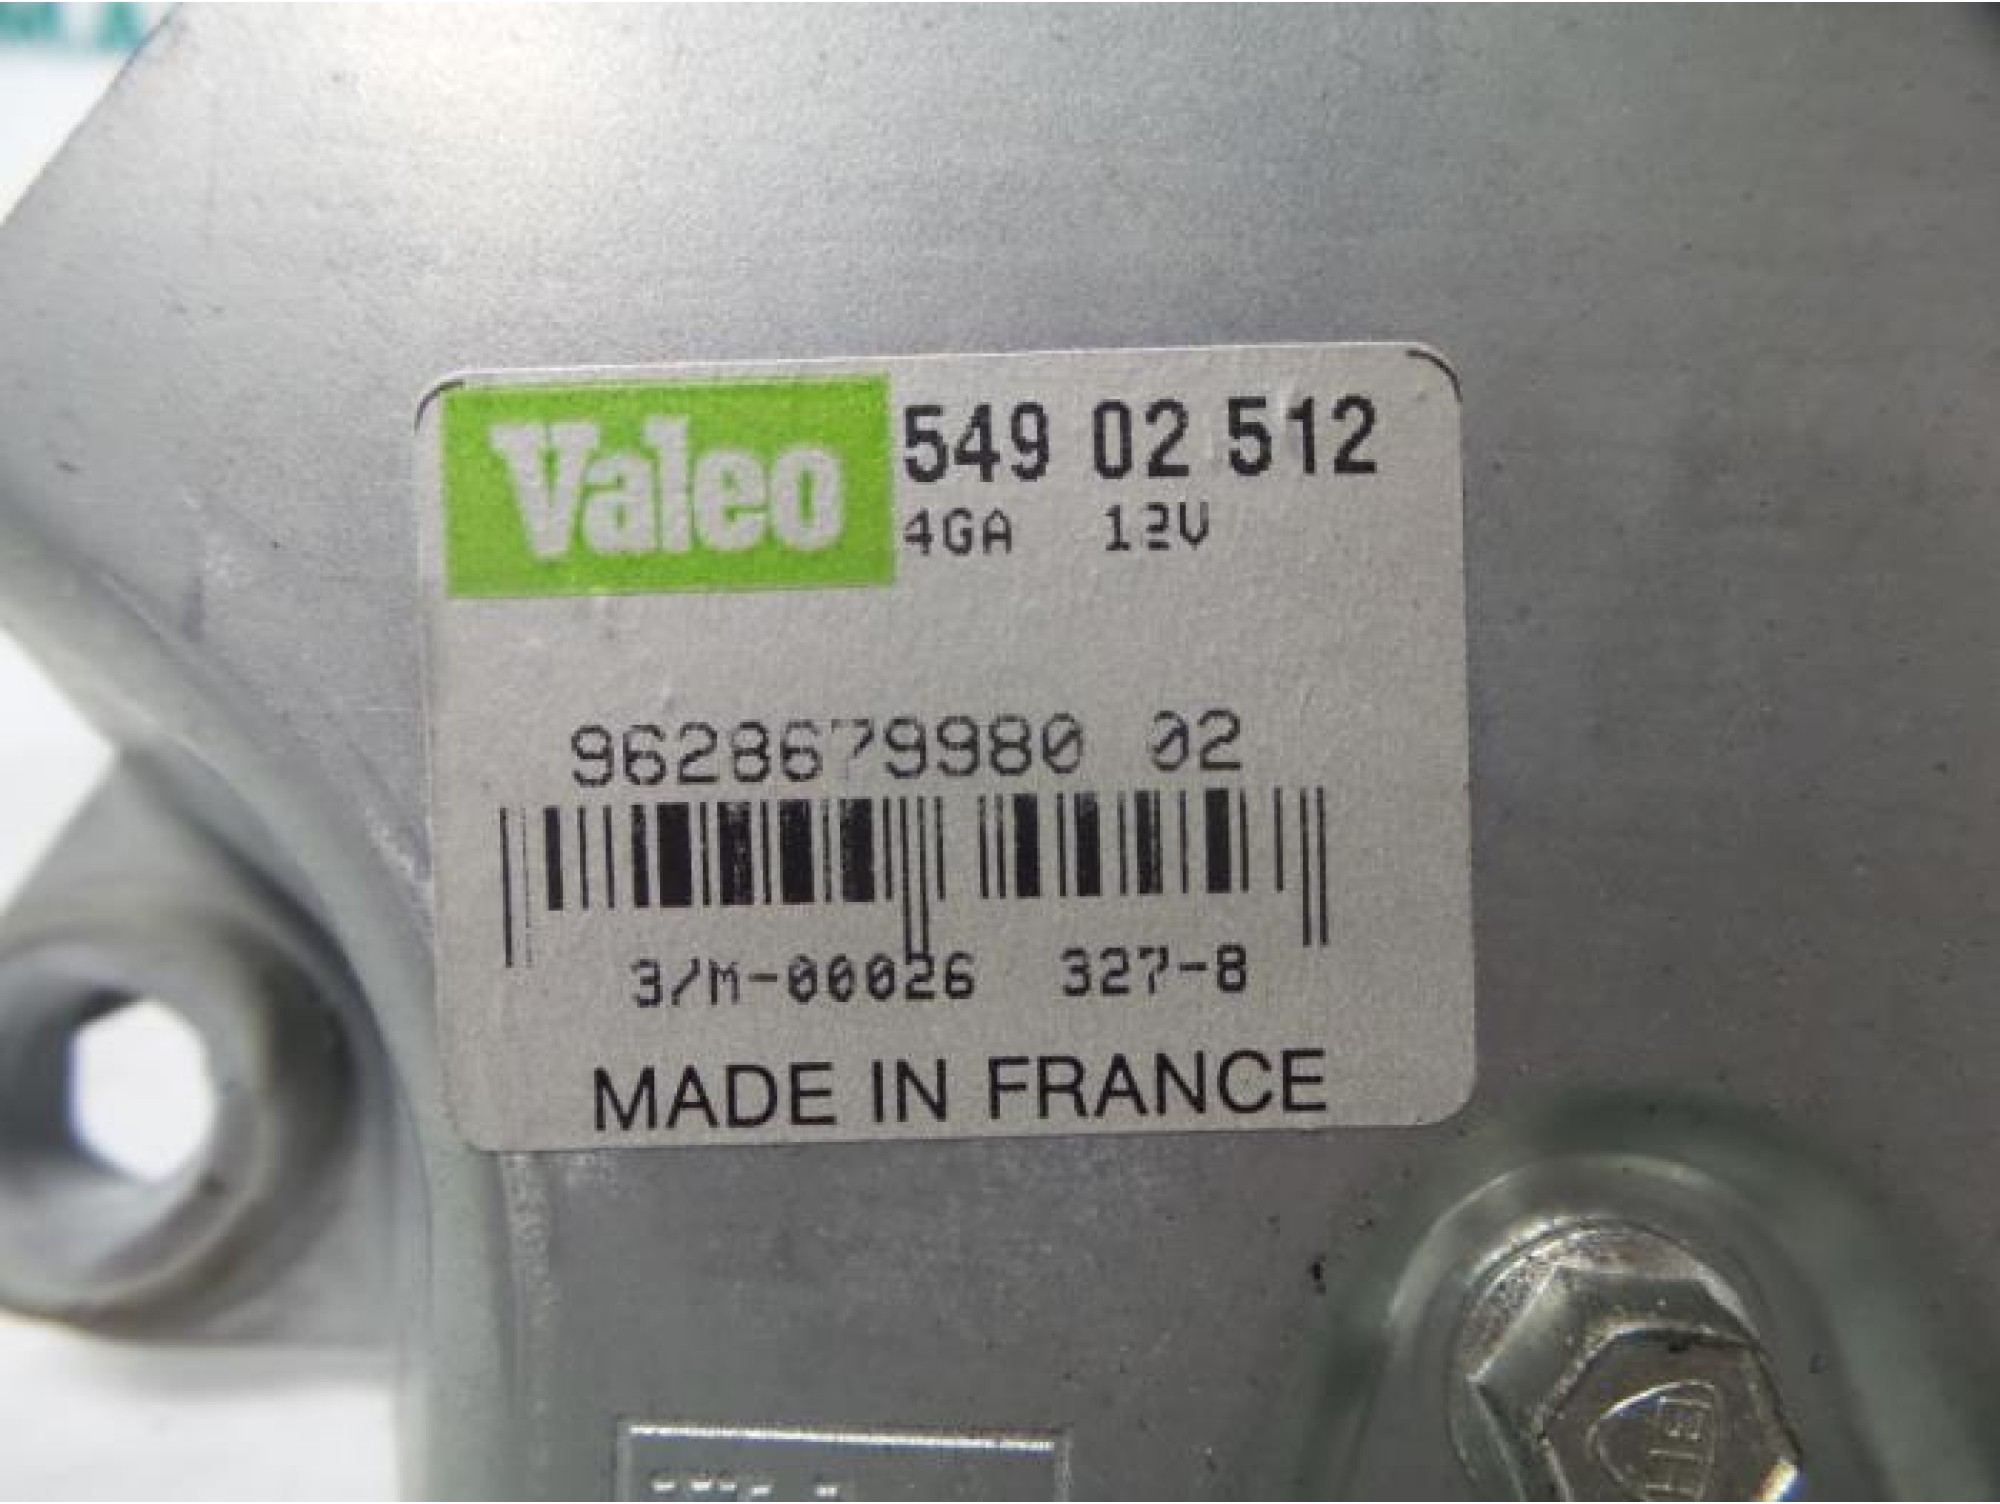 Valeo 549 02 512
4GA 12V
9628679980 02
3/M-00026 327-8
MADE IN FRANCE